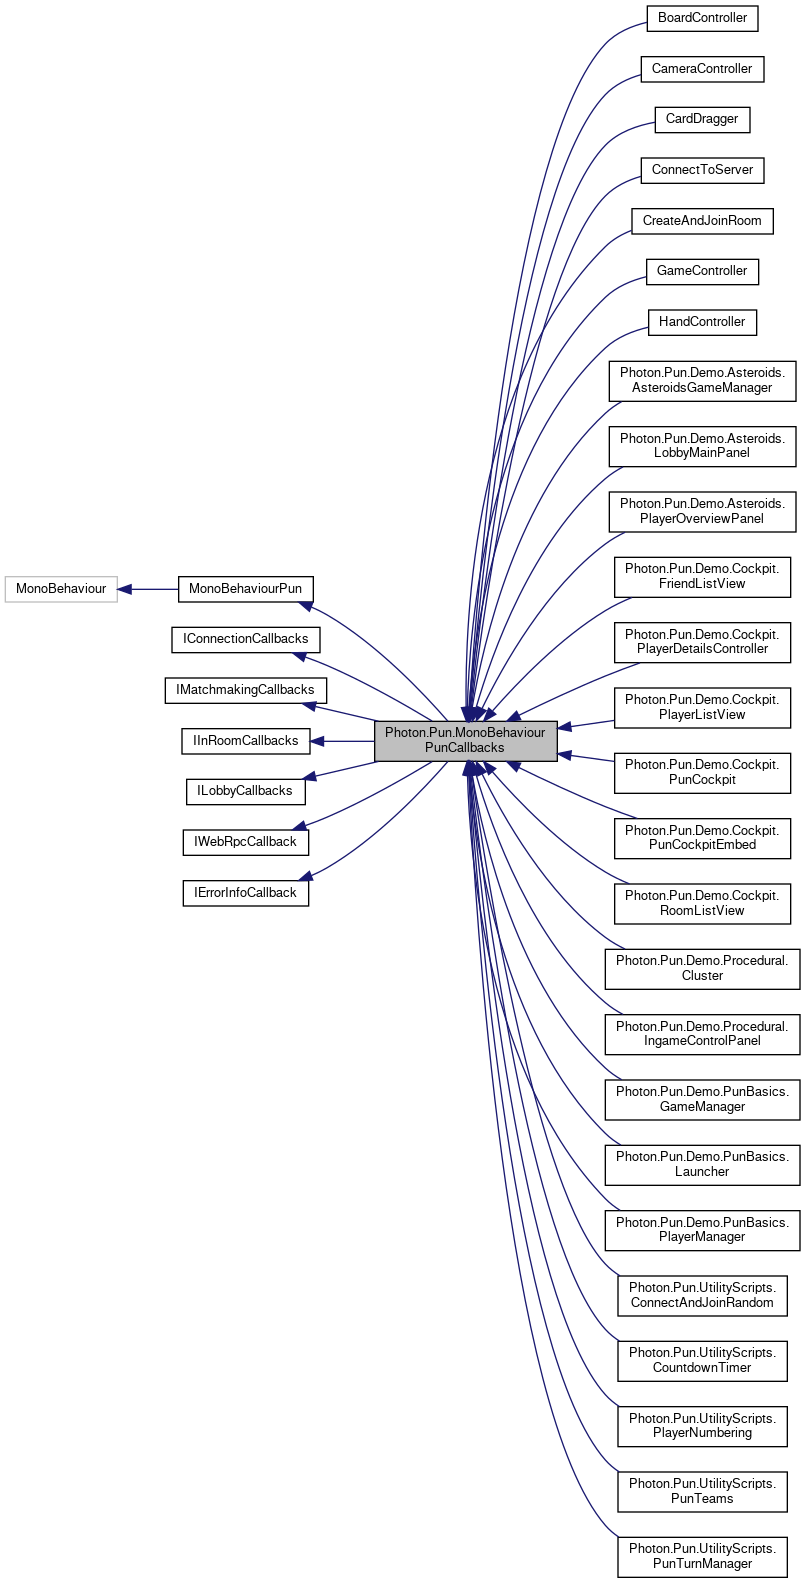 MonoBehaviour
MonoBehaviourPun
IConnectionCallbacks
IMatchmakingCallbacks
IInRoomCallbacks
ILobbyCallbacks
IWebRpcCallback
IErrorInfoCallback
Photon.Pun.MonoBehaviour
PunCallbacks
BoardController
CameraController
CardDragger
ConnectToServer
CreateAndJoinRoom
GameController
HandController
Photon.Pun.Demo.Asteroids.
AsteroidsGameManager
Photon.Pun.Demo.Asteroids.
LobbyMainPanel
Photon.Pun.Demo.Asteroids.
PlayerOverviewPanel
Photon.Pun.Demo.Cockpit.
FriendListView
Photon.Pun.Demo.Cockpit.
PlayerDetailsController
Photon.Pun.Demo.Cockpit.
PlayerListView
Photon.Pun.Demo.Cockpit.
PunCockpit
Photon.Pun.Demo.Cockpit.
PunCockpitEmbed
Photon.Pun.Demo.Cockpit.
RoomListView
Photon.Pun.Demo.Procedural.
Cluster
Photon.Pun.Demo.Procedural.
IngameControlPanel
Photon.Pun.Demo.PunBasics.
GameManager
Photon.Pun.Demo.PunBasics.
Launcher
Photon.Pun.Demo.PunBasics.
PlayerManager
Photon.Pun.UtilityScripts.
ConnectAndJoinRandom
Photon.Pun.UtilityScripts.
CountdownTimer
Photon.Pun.UtilityScripts.
PlayerNumbering
Photon.Pun.UtilityScripts.
PunTeams
Photon.Pun.UtilityScripts.
PunTurnManager